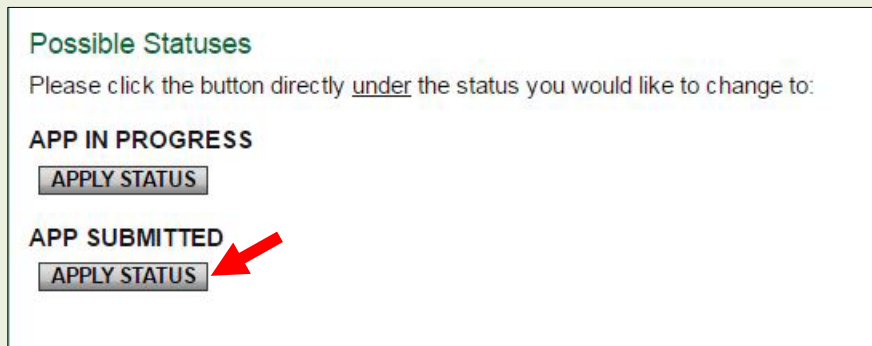 Possible Statuses
Please click the button directly under the status you would like to change to:
APP IN PROGRESS
APPLY STATUS
APP SUBMITTED
APPLY STATUS